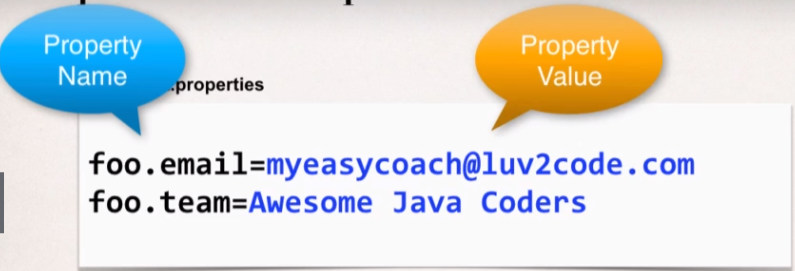 Property
Name
Property
Value
.properties
foo.email=myeasycoach@luv2code.com
foo.team=Awesome Java Coders